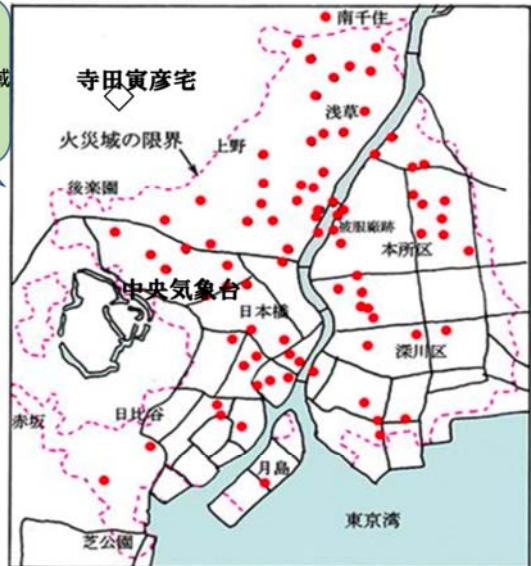 域
南千住
寺田寅彦宅
浅草
火災域の限界
上野
後楽園
被服廠跡
本所区
中央気象台
日本橋
深川区
赤坂
日比谷
月島
東京湾
芝公園